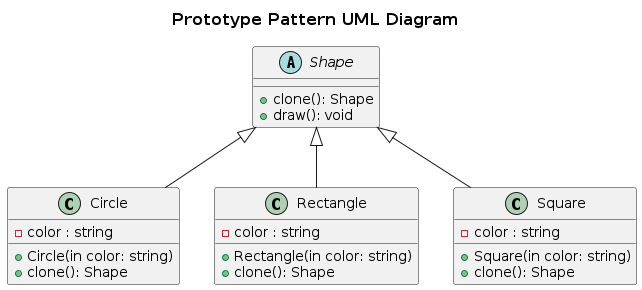 Prototype Pattern UML Diagram
A Shape
clone(): Shape
draw(): void
C Circle
color : string
Circle(in color: string)
clone(): Shape
C Rectangle
color : string
Rectangle(in color: string)
clone(): Shape
C Square
color : string
Square(in color: string)
clone(): Shape